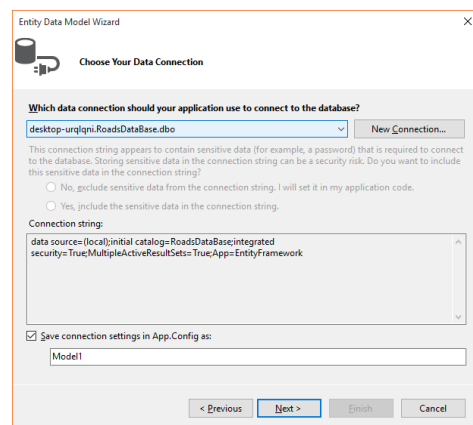 Entity Data Model Wizard
Choose Your Data Connection
Which data connection should your application use to connect to the database?
desktop-urqlqni.RoadsDataBase.dbo
New Connection...
This connection string appears to contain sensitive data (for example, a password) that is required to connect
to the database. Storing sensitive data in the connection string can be a security risk. Do you want to include
this sensitive data in the connection string?
No, exclude sensitive data from the connection string. I will set it in my application code.
Yes, include the sensitive data in the connection string.
Connection string:
data source=(local);initial catalog=RoadsDataBase;integrated
security=True;MultipleActiveResultSets=True;App=EntityFramework
Save connection settings in App.Config as:
Model1
< Previous
Next >
Finish
Cancel